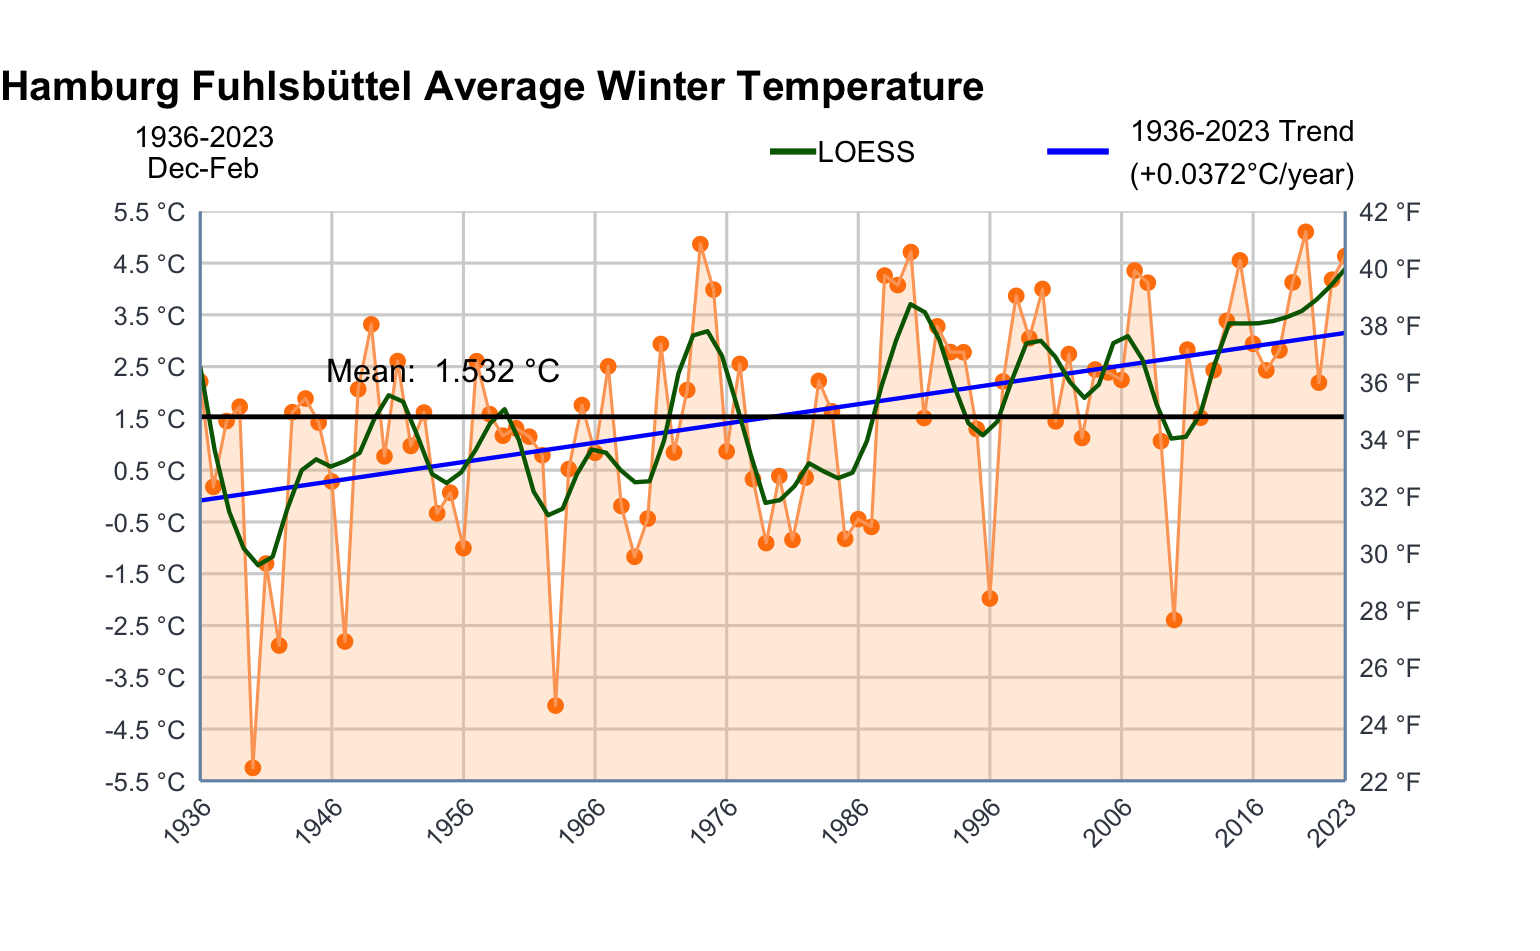 Hamburg Fuhlsbüttel Average Winter Temperature
1936-2023
Dec-Feb
LOESS
1936-2023 Trend
(+0.0372°C/year)
5.5 °C
4.5 °C
3.5 °C
2.5 °C
1.5 °C
0.5 °C
-0.5 °C
-1.5 °C
-2.5 °C
-3.5 °C
-4.5 °C
-5.5 °C
Mean: 1.532 °C
42 °F
40 °F
38 °F
36 °F
34 °F
32 °F
30 °F
28 °F
26 °F
24 °F
22 °F
1936
1946
1956
1966
1976
1986
1996
2006
2016
2023